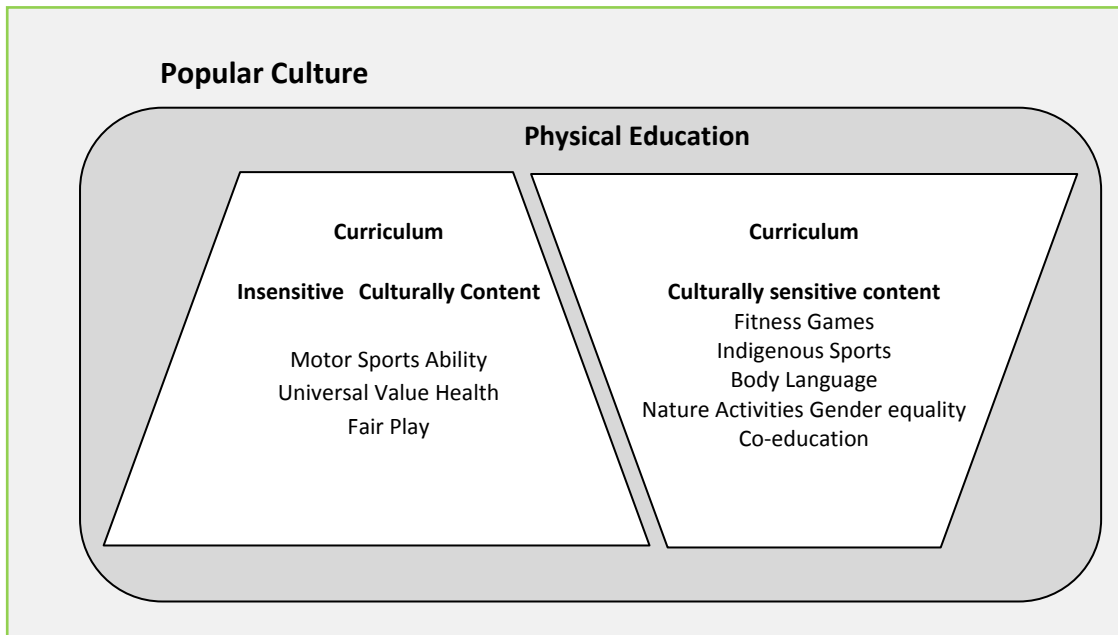 Popular Culture
Physical Education
Curriculum
Insensitive Culturally Content
Motor Sports Ability
Universal Value Health
Fair Play
Curriculum
Culturally sensitive content
Fitness Games
Indigenous Sports
Body Language
Nature Activities Gender equality
Co-education